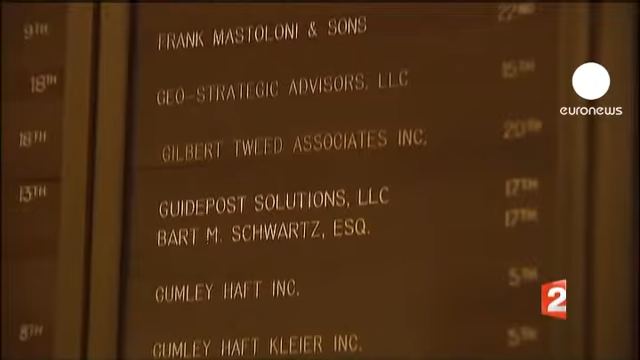 9TH
FRANK MASTOLONI & SONS 22ND
18TH
GEO-STRATEGIC ADVISORS, LLC 15TH
18TH
GILBERT TWEED ASSOCIATES INC. 20TH
13TH
GUIDEPOST SOLUTIONS, LLC 17TH
BART M. SCHWARTZ, ESQ. 17TH
GUMLEY HAFT INC. 5TH
8TH
GUMLEY HAFT KLEIER INC. 5TH
euronews
2